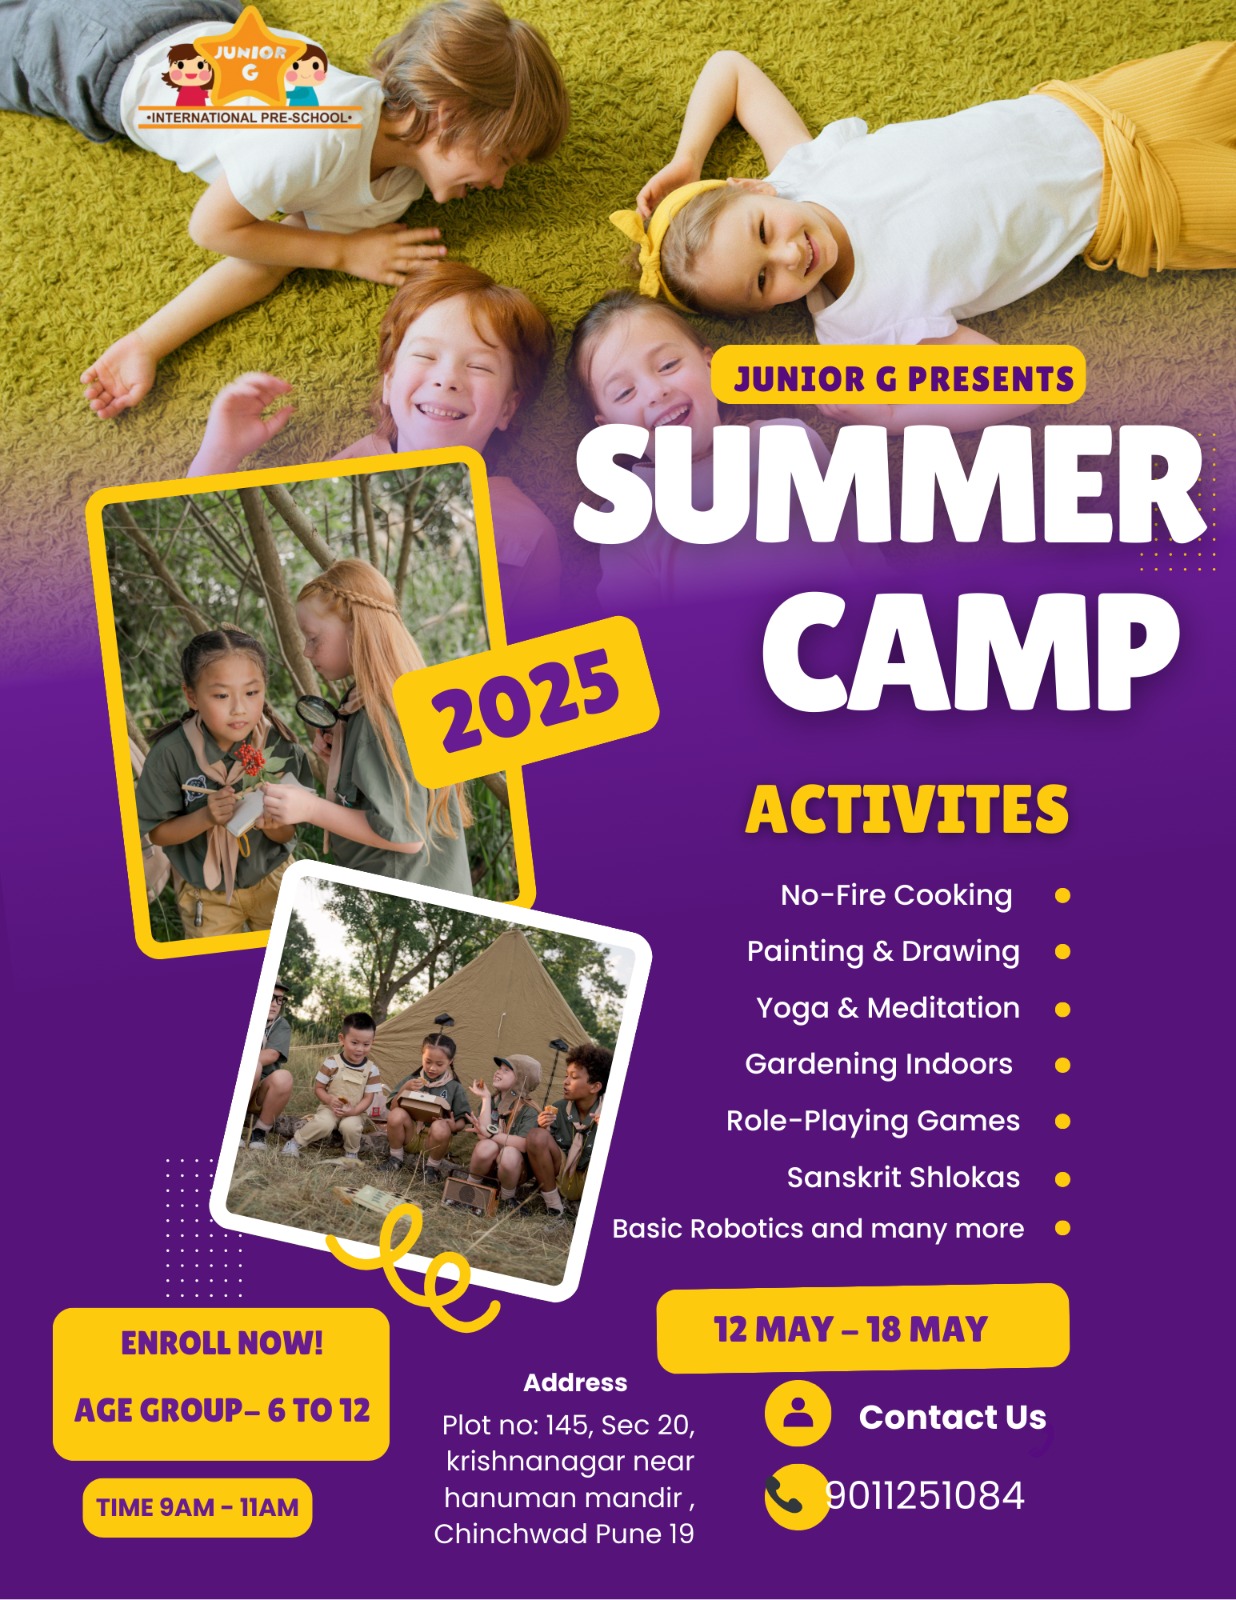 JUNIOR
G
•INTERNATIONAL PRE-SCHOOL•
JUNIOR G PRESENTS
SUMMER
CAMP
2025
ACTIVITES
No-Fire Cooking
Painting & Drawing
Yoga & Meditation
Gardening Indoors
Role-Playing Games
Sanskrit Shlokas
Basic Robotics and many more
12 MAY – 18 MAY
ENROLL NOW!
AGE GROUP– 6 TO 12
TIME 9AM - 11AM
Address
Plot no: 145, Sec 20,
krishnanagar near
hanuman mandir ,
Chinchwad Pune 19
Contact Us
9011251084